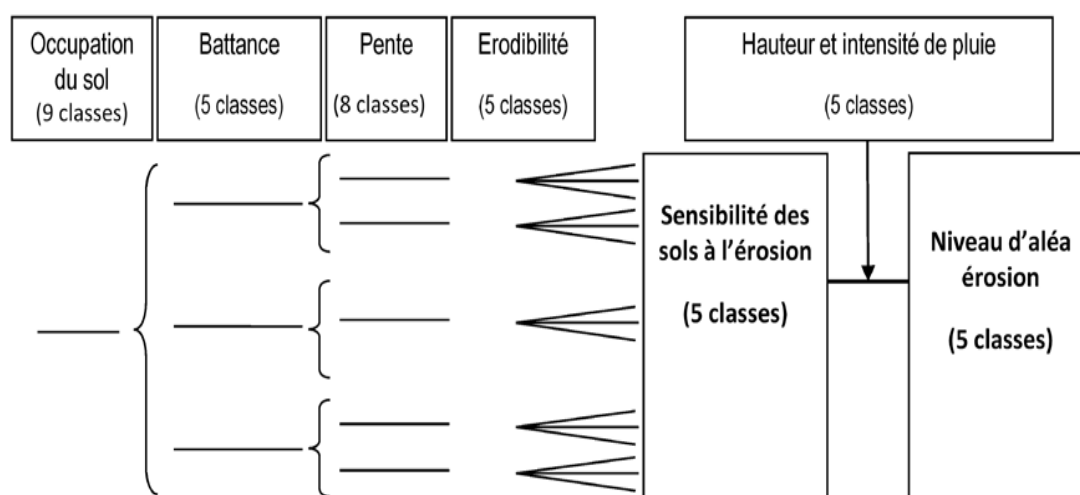 Occupation
du sol
(9 classes)
Battance
(5 classes)
Pente
(8 classes)
Erodibilité
(5 classes)
Hauteur et intensité de pluie
(5 classes)
Sensibilité des
sols à l'érosion
(5 classes)
Niveau d'aléa
érosion
(5 classes)